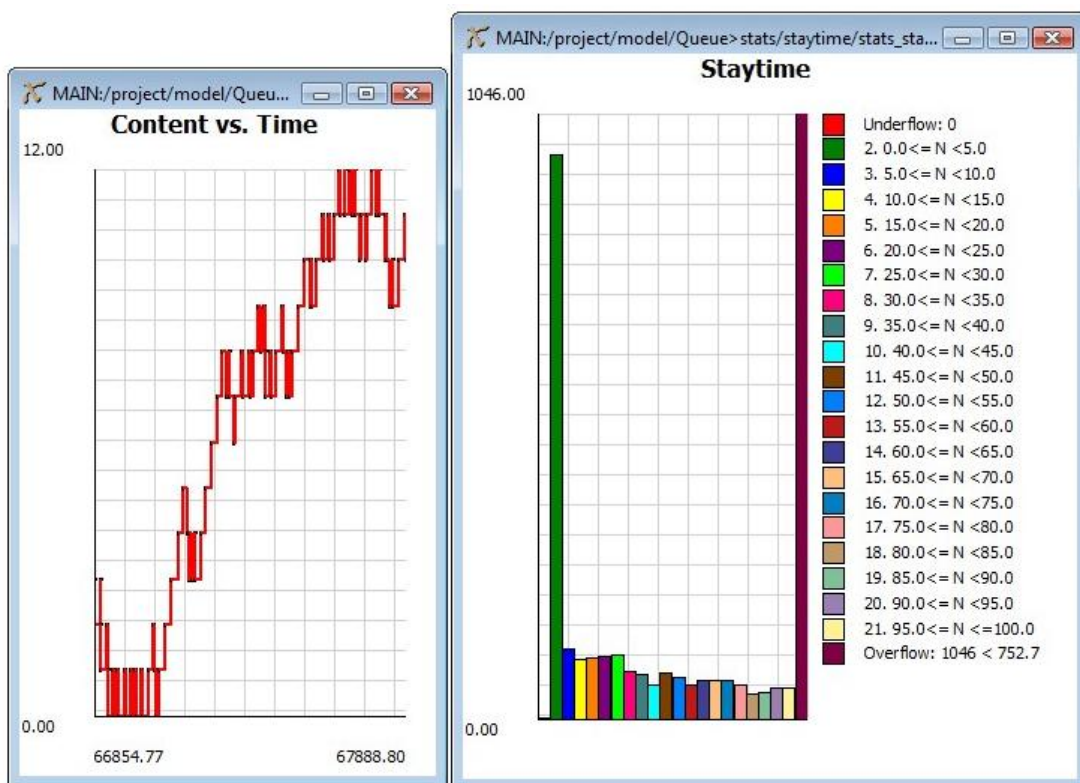 MAIN:/project/model/Queu...
Content vs. Time
12.00
0.00
66854.77 67888.80
MAIN:/project/model/Queue>stats/staytime/stats_sta...
Staytime
1046.00
0.00
Underflow: 0
2. 0.0<= N <5.0
3. 5.0<= N <10.0
4. 10.0<= N <15.0
5. 15.0<= N <20.0
6. 20.0<= N <25.0
7. 25.0<= N <30.0
8. 30.0<= N <35.0
9. 35.0<= N <40.0
10. 40.0<= N <45.0
11. 45.0<= N <50.0
12. 50.0<= N <55.0
13. 55.0<= N <60.0
14. 60.0<= N <65.0
15. 65.0<= N <70.0
16. 70.0<= N <75.0
17. 75.0<= N <80.0
18. 80.0<= N <85.0
19. 85.0<= N <90.0
20. 90.0<= N <95.0
21. 95.0<= N <=100.0
Overflow: 1046 < 752.7